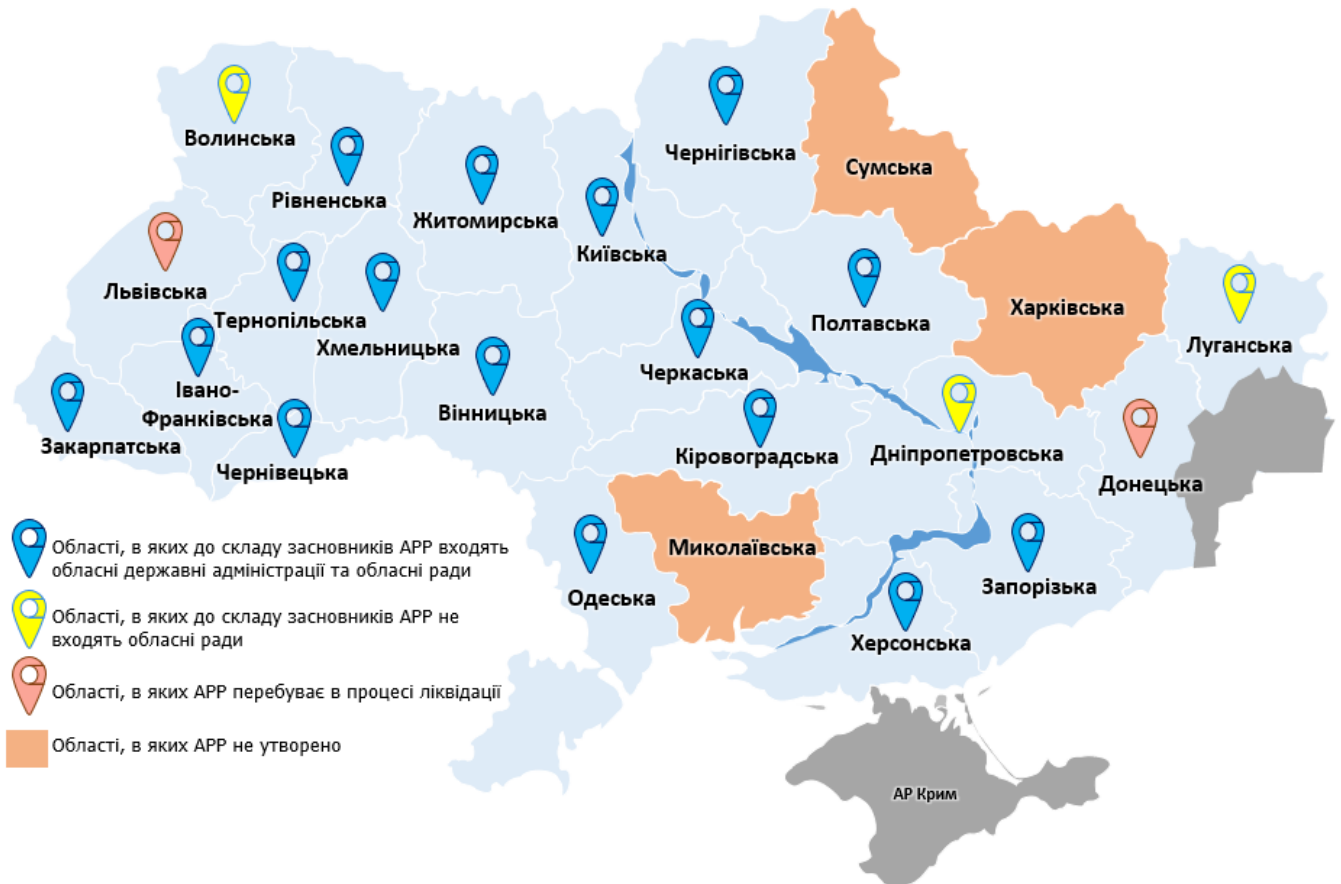 Волинська
Рівненська
Житомирська
Київська
Чернігівська
Сумська
Львівська
Тернопільська
Хмельницька
Івано-
Франківська
Закарпатська
Чернівецька
Вінницька
Черкаська
Полтавська
Харківська
Луганська
Кіровоградська
Дніпропетровська
Донецька
Одеська
Миколаївська
Запорізька
Херсонська
АР Крим
Області, в яких до складу засновників АРР входять
обласні державні адміністрації та обласні ради
Області, в яких до складу засновників АРР не
входять обласні ради
Області, в яких АРР перебуває в процесі ліквідації
Області, в яких АРР не утворено